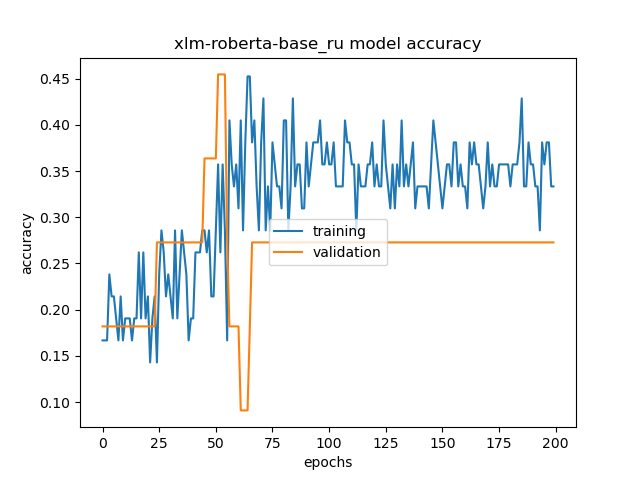 xlm-roberta-base_ru model accuracy
0.45
0.40
0.35
0.30
0.25
0.20
0.15
0.10
accuracy
training
validation
0 25 50 75 100 125 150 175 200
epochs